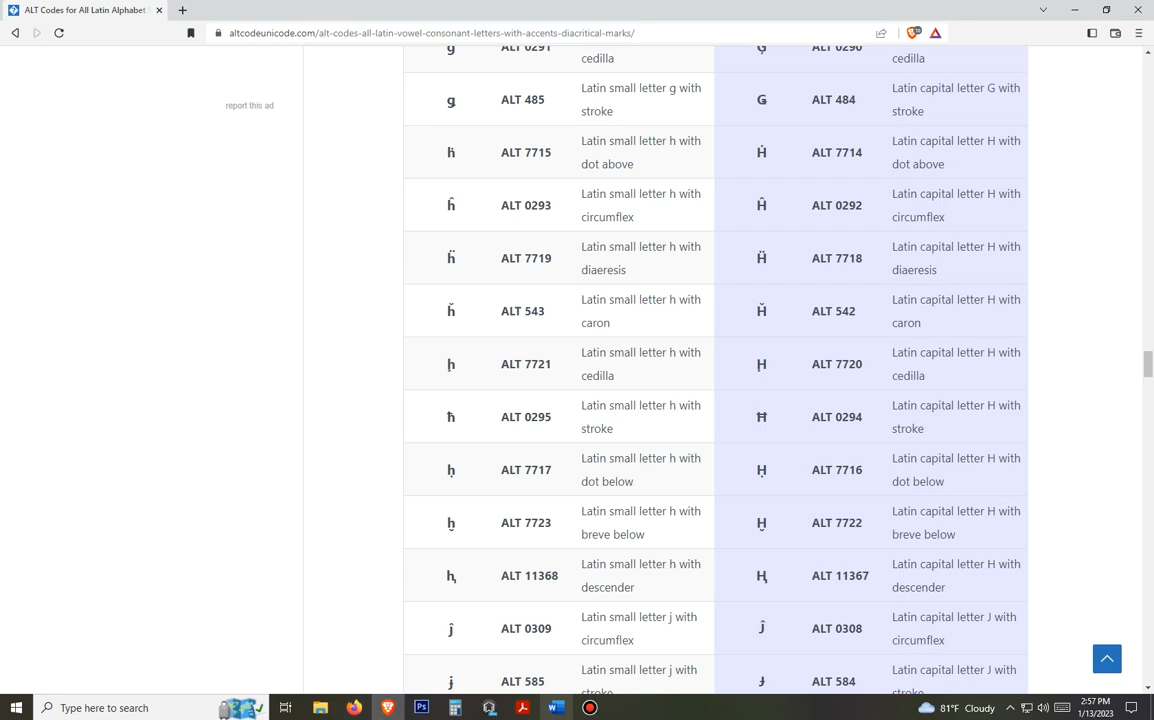 ALT Codes for All Latin Alphabet
altcodeunicode.com/alt-codes-all-latin-vowel-consonant-letters-with-accents-diacritical-marks/
10
report this ad
ģ ALT 0291 cedilla Ģ ALT 0290 cedilla
ǥ ALT 485 Latin small letter g with stroke Ǥ ALT 484 Latin capital letter G with stroke
ḣ ALT 7715 Latin small letter h with dot above Ḣ ALT 7714 Latin capital letter H with dot above
ĥ ALT 0293 Latin small letter h with circumflex Ĥ ALT 0292 Latin capital letter H with circumflex
ḧ ALT 7719 Latin small letter h with diaeresis Ḧ ALT 7718 Latin capital letter H with diaeresis
ȟ ALT 543 Latin small letter h with caron Ȟ ALT 542 Latin capital letter H with caron
ḩ ALT 7721 Latin small letter h with cedilla Ḩ ALT 7720 Latin capital letter H with cedilla
ħ ALT 0295 Latin small letter h with stroke Ħ ALT 0294 Latin capital letter H with stroke
ḥ ALT 7717 Latin small letter h with dot below Ḥ ALT 7716 Latin capital letter H with dot below
ḫ ALT 7723 Latin small letter h with breve below Ḫ ALT 7722 Latin capital letter H with breve below
ⱨ ALT 11368 Latin small letter h with descender Ⱨ ALT 11367 Latin capital letter H with descender
ĵ ALT 0309 Latin small letter j with circumflex Ĵ ALT 0308 Latin capital letter J with circumflex
ɉ ALT 585 Latin small letter j with stroke Ɉ ALT 584 Latin capital letter J with stroke
Type here to search
81°F Cloudy
2:57 PM
1/13/2023